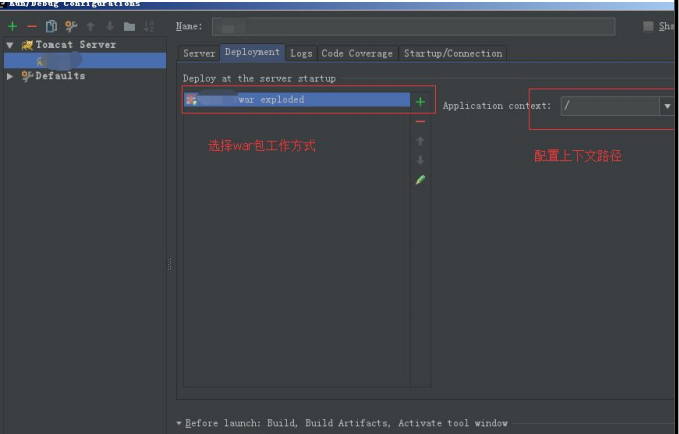 Run/Debug Configurations
Name:
Sha
Tomcat Server
Defaults
Server Deployment Logs Code Coverage Startup/Connection
Deploy at the server startup
war exploded
Application context: /
选择war包工作方式
配置上下文路径
Before launch: Build, Build Artifacts, Activate tool window